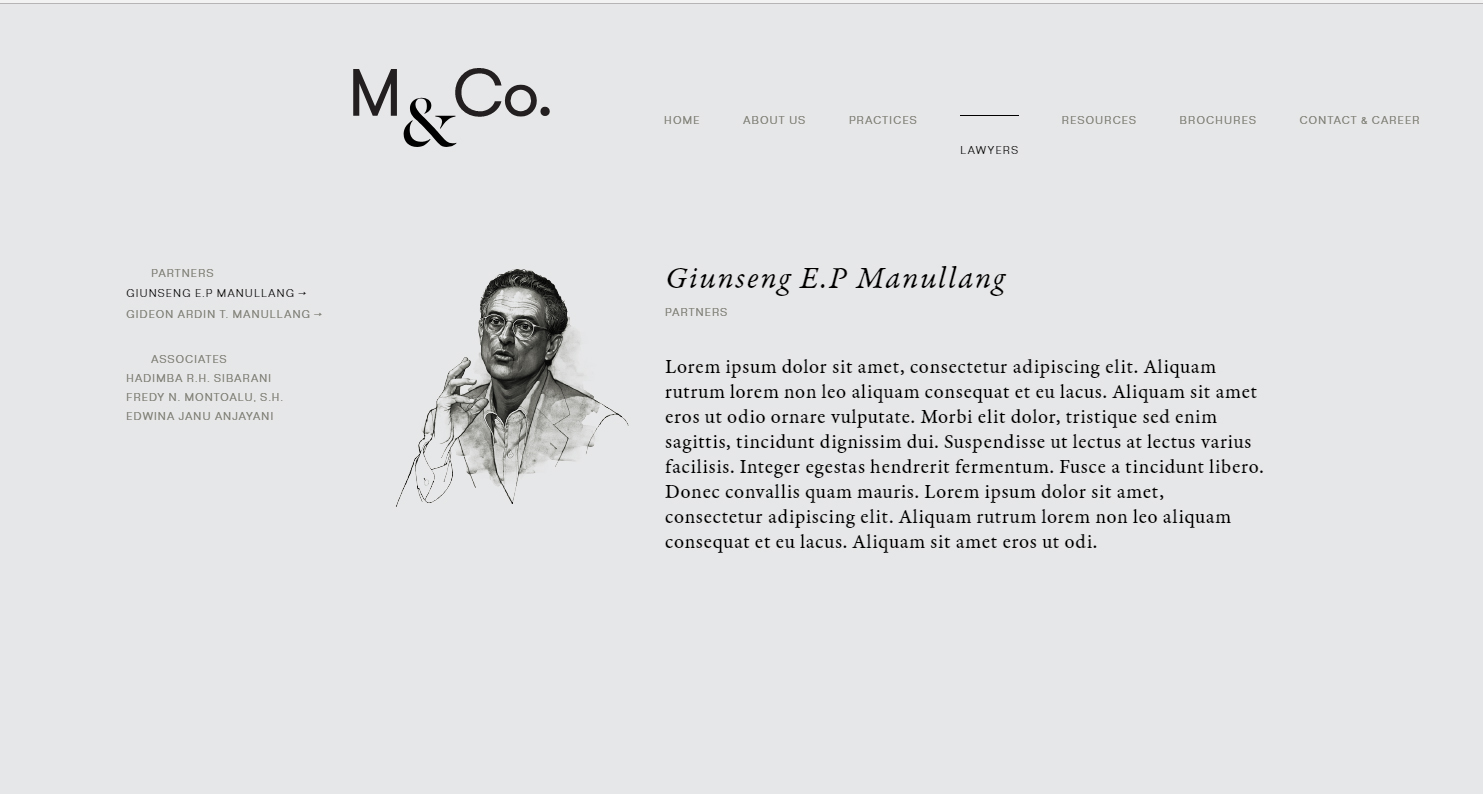 M&Co.
HOME ABOUT US PRACTICES LAWYERS RESOURCES BROCHURES CONTACT & CAREER
PARTNERS
GIUNSENG E.P MANULLANG →
GIDEON ARDIN T. MANULLANG →
ASSOCIATES
HADIMBA R.H. SIBARANI
FREDY N. MONTOALU, S.H.
EDWINA JANU ANJAYANI
Giunseng E.P Manullang
PARTNERS
Lorem ipsum dolor sit amet, consectetur adipiscing elit. Aliquam
rutrum lorem non leo aliquam consequat et eu lacus. Aliquam sit amet
eros ut odio ornare vulputate. Morbi elit dolor, tristique sed enim
sagittis, tincidunt dignissim dui. Suspendisse ut lectus at lectus varius
facilisis. Integer egestas hendrerit fermentum. Fusce a tincidunt libero.
Donec convallis quam mauris. Lorem ipsum dolor sit amet,
consectetur adipiscing elit. Aliquam rutrum lorem non leo aliquam
consequat et eu lacus. Aliquam sit amet eros ut odi.